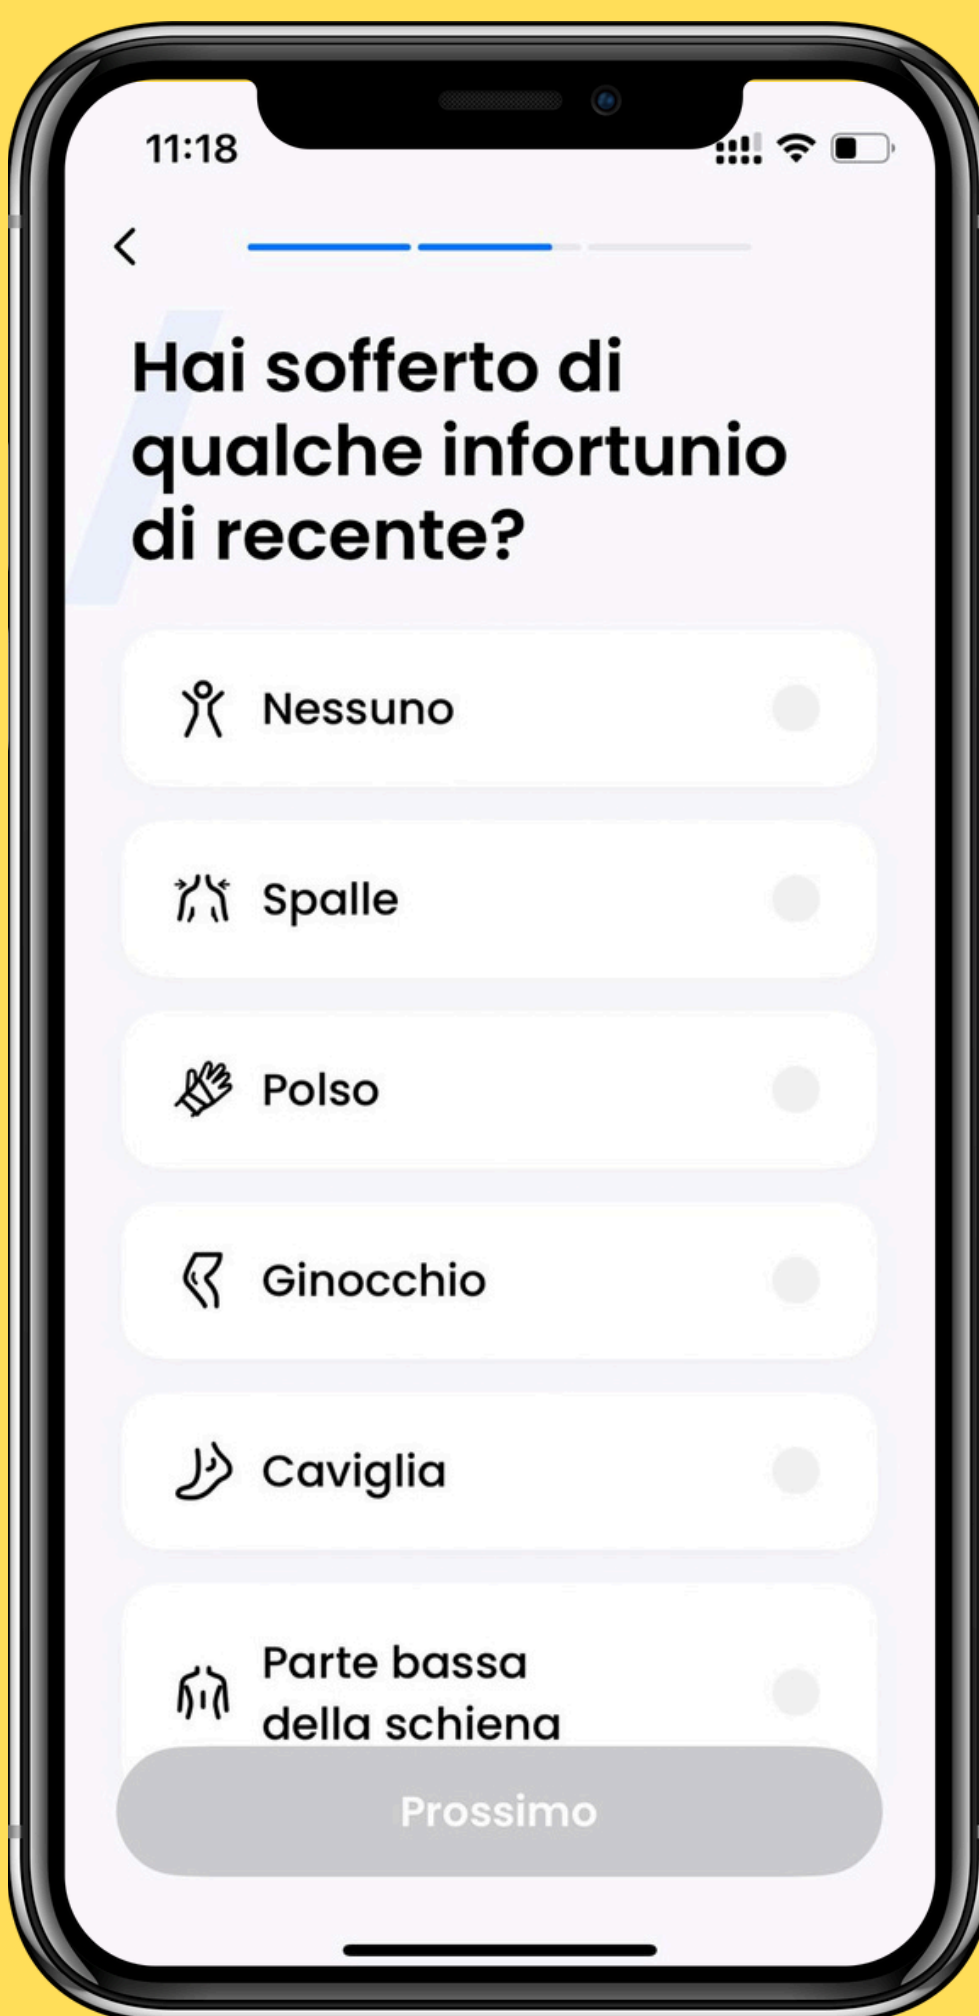 11:18
Hai sofferto di
qualche infortunio
di recente?
Nessuno
Spalle
Polso
Ginocchio
Caviglia
Parte bassa
della schiena
Prossimo